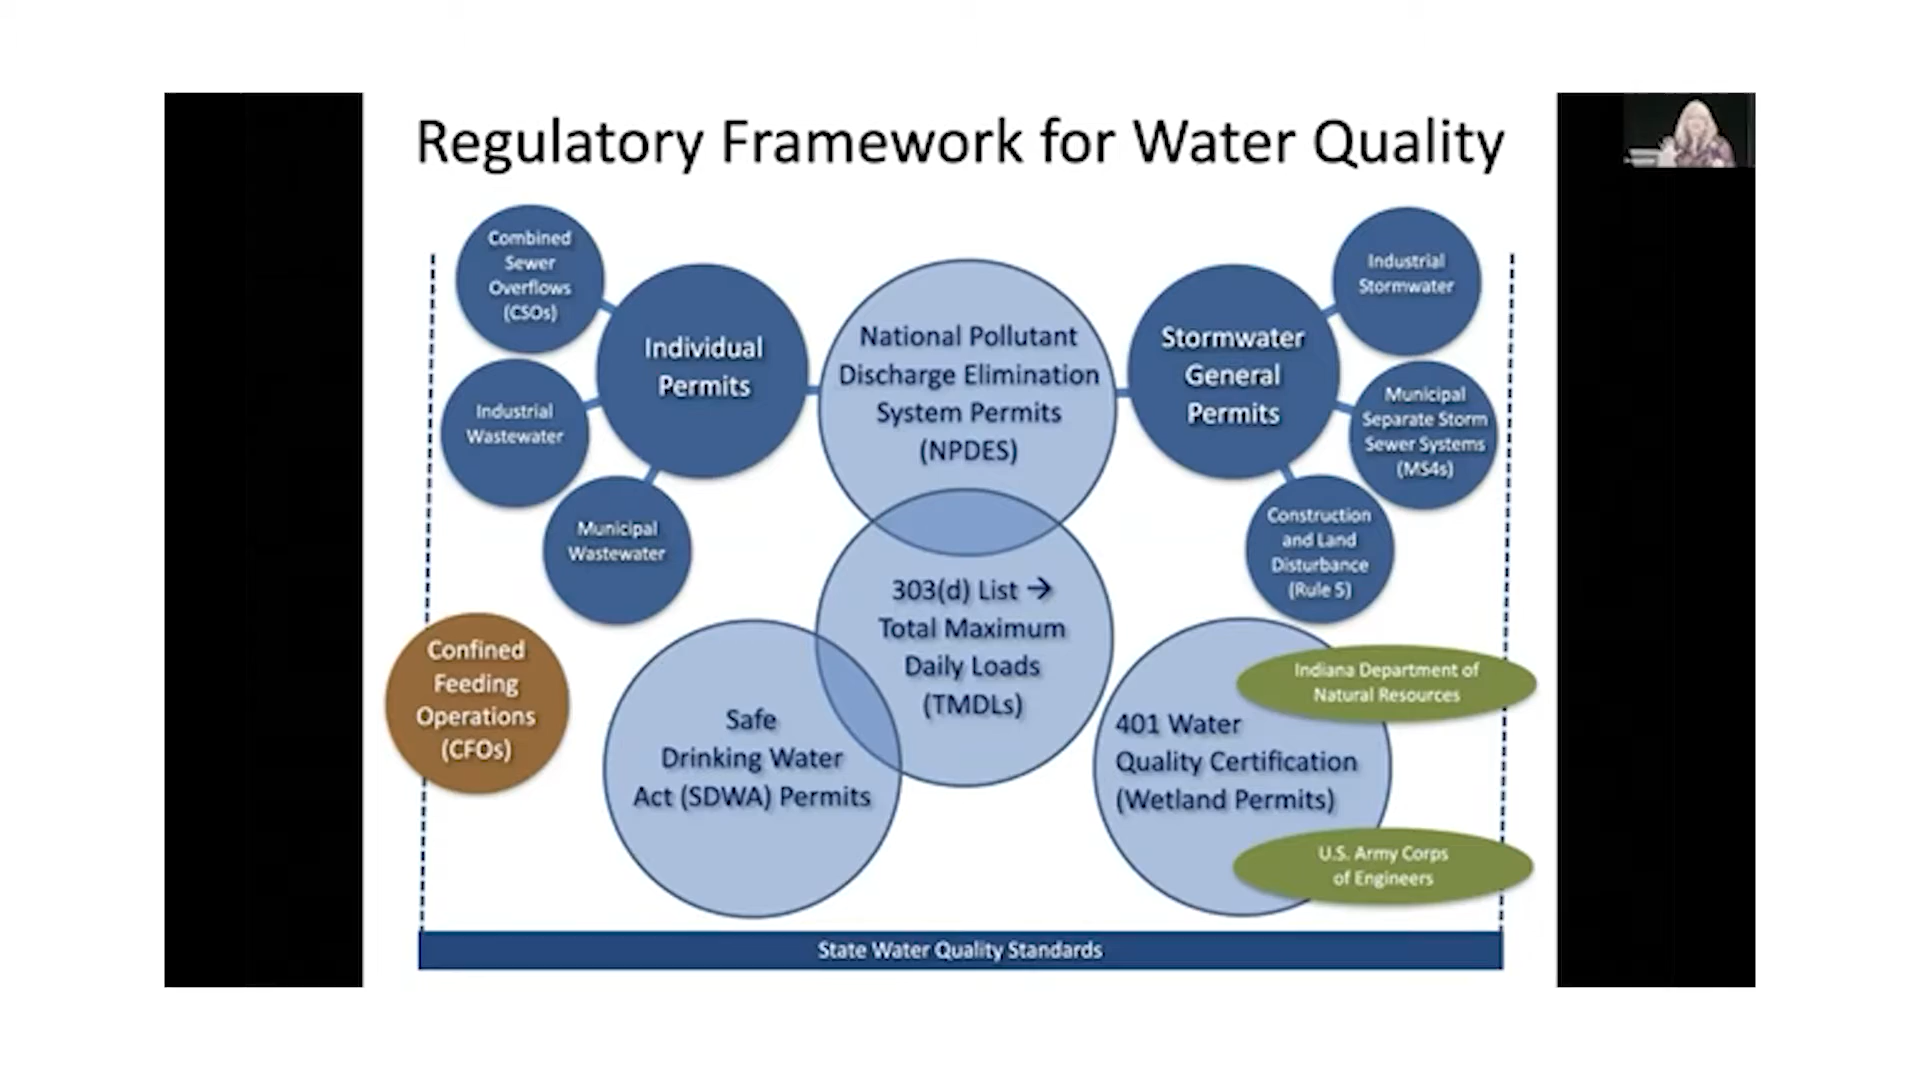 Regulatory Framework for Water Quality
Combined
Sewer
Overflows
(CSOs)
Individual
Permits
Industrial
Wastewater
Municipal
Wastewater
National Pollutant
Discharge Elimination
System Permits
(NPDES)
Stormwater
General
Permits
Industrial
Stormwater
Municipal
Separate Storm
Sewer Systems
(MS4s)
Construction
and Land
Disturbance
(Rule 5)
303(d) List →
Total Maximum
Daily Loads
(TMDLs)
Confined
Feeding
Operations
(CFOs)
Safe
Drinking Water
Act (SDWA) Permits
401 Water
Quality Certification
(Wetland Permits)
Indiana Department of
Natural Resources
U.S. Army Corps
of Engineers
State Water Quality Standards